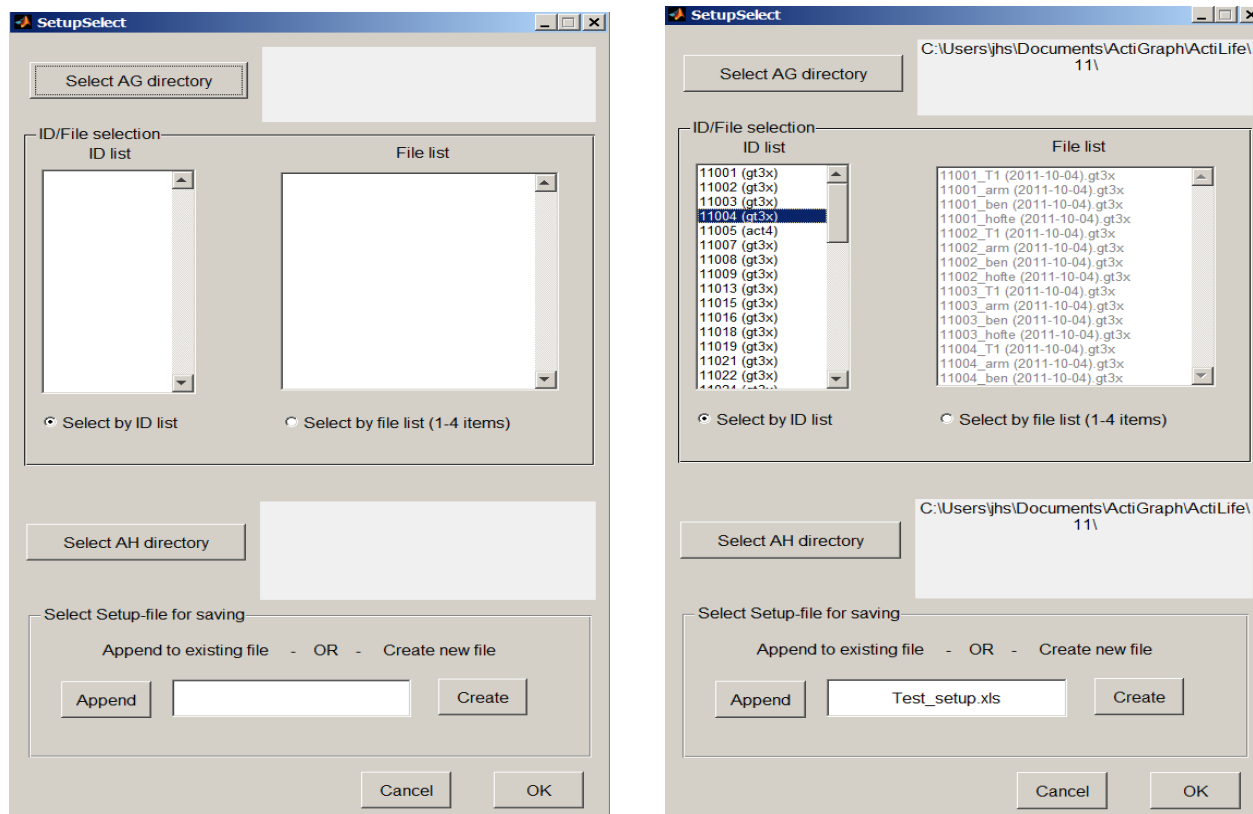 SetupSelect
Select AG directory
ID/File selection
ID list
File list
Select by ID list
Select by file list (1-4 items)
Select AH directory
Select Setup-file for saving
Append to existing file - OR - Create new file
Append
Create
Cancel
OK
SetupSelect
Select AG directory
C:\Users\jhs\Documents\ActiGraph\ActiLife\
11\
ID/File selection
ID list
11001 (gt3x)
11002 (gt3x)
11003 (gt3x)
11004 (gt3x)
11005 (act4)
11007 (gt3x)
11008 (gt3x)
11009 (gt3x)
11013 (gt3x)
11015 (gt3x)
11016 (gt3x)
11018 (gt3x)
11019 (gt3x)
11021 (gt3x)
11022 (gt3x)
File list
11001_T1 (2011-10-04).gt3x
11001_arm (2011-10-04).gt3x
11001_ben (2011-10-04).gt3x
11001_hofte (2011-10-04).gt3x
11002_T1 (2011-10-04).gt3x
11002_arm (2011-10-04).gt3x
11002_ben (2011-10-04).gt3x
11002_hofte (2011-10-04).gt3x
11003_T1 (2011-10-04).gt3x
11003_arm (2011-10-04).gt3x
11003_ben (2011-10-04).gt3x
11003_hofte (2011-10-04).gt3x
11004_T1 (2011-10-04).gt3x
11004_arm (2011-10-04).gt3x
11004_ben (2011-10-04).gt3x
Select by ID list
Select by file list (1-4 items)
Select AH directory
C:\Users\jhs\Documents\ActiGraph\ActiLife\
11\
Select Setup-file for saving
Append to existing file - OR - Create new file
Append
Test_setup.xls
Create
Cancel
OK